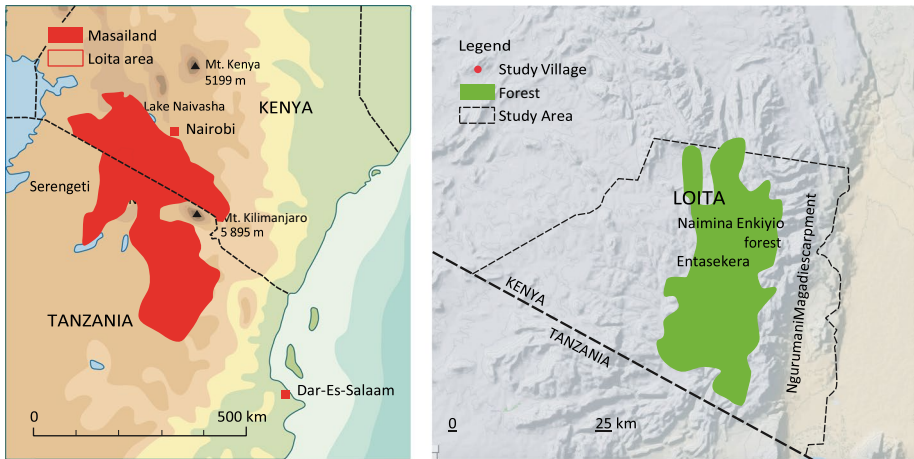 Masailand
Loita area
Mt. Kenya
5199 m
Lake Naivasha
KENYA
Nairobi
Serengeti
Mt. Kilimanjaro
5 895 m
TANZANIA
Dar-Es-Salaam
0 500 km
Legend
Study Village
Forest
Study Area
LOITA
Naimina Enkiyio
forest
Entasekera
NgurumaniMagadiescarpment
KENYA
TANZANIA
0 25 km